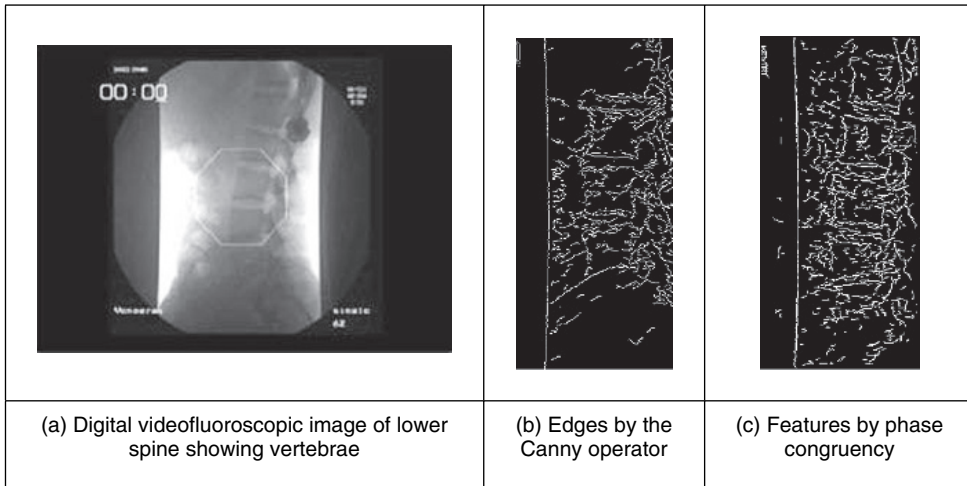 00:00
(a) Digital videofluoroscopic image of lower
spine showing vertebrae
(b) Edges by the
Canny operator
(c) Features by phase
congruency